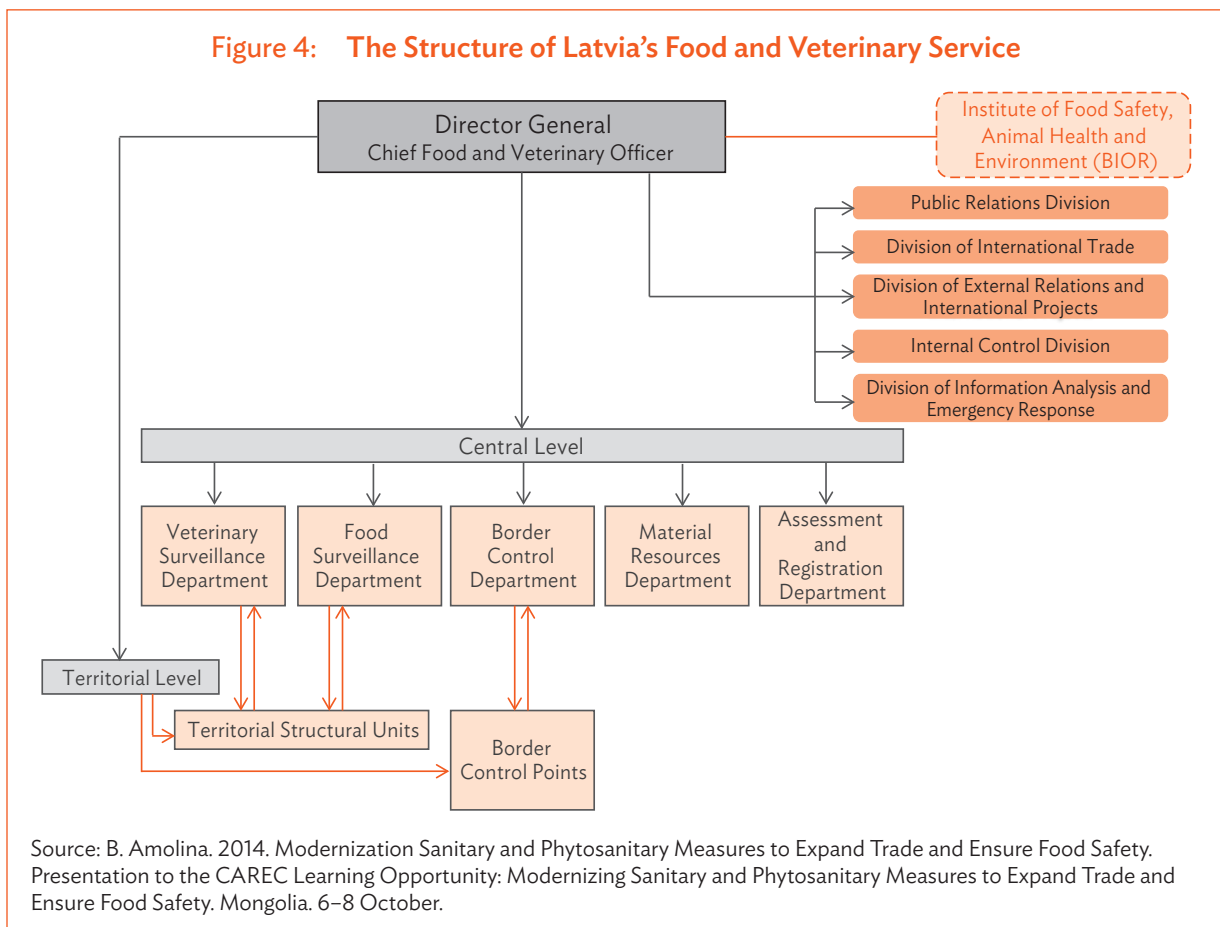 Figure 4: The Structure of Latvia's Food and Veterinary Service
Director General
Chief Food and Veterinary Officer
Institute of Food Safety,
Animal Health and
Environment (BIOR)
Public Relations Division
Division of International Trade
Division of External Relations and
International Projects
Internal Control Division
Division of Information Analysis and
Emergency Response
Central Level
Veterinary
Surveillance
Department
Food
Surveillance
Department
Border
Control
Department
Material
Resources
Department
Assessment
and
Registration
Department
Territorial Level
Territorial Structural Units
Border
Control Points
Source: B. Amolina. 2014. Modernization Sanitary and Phytosanitary Measures to Expand Trade and Ensure Food Safety.
Presentation to the CAREC Learning Opportunity: Modernizing Sanitary and Phytosanitary Measures to Expand Trade and
Ensure Food Safety. Mongolia. 6–8 October.